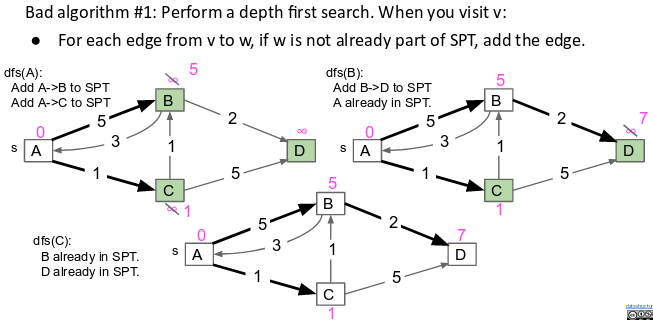 Bad algorithm #1: Perform a depth first search. When you visit v:
● For each edge from v to w, if w is not already part of SPT, add the edge.
dfs(A):
Add A->B to SPT
Add A->C to SPT
∞ 5
B
0
s A
5
3
2
∞
D
1
1
5
C
∞ 1
dfs(B):
Add B->D to SPT
A already in SPT.
5
B
0
s A
5
3
2
∞ 7
D
1
1
5
C
1
dfs(C):
B already in SPT.
D already in SPT.
5
B
0
s A
5
3
2
7
D
1
1
5
C
1